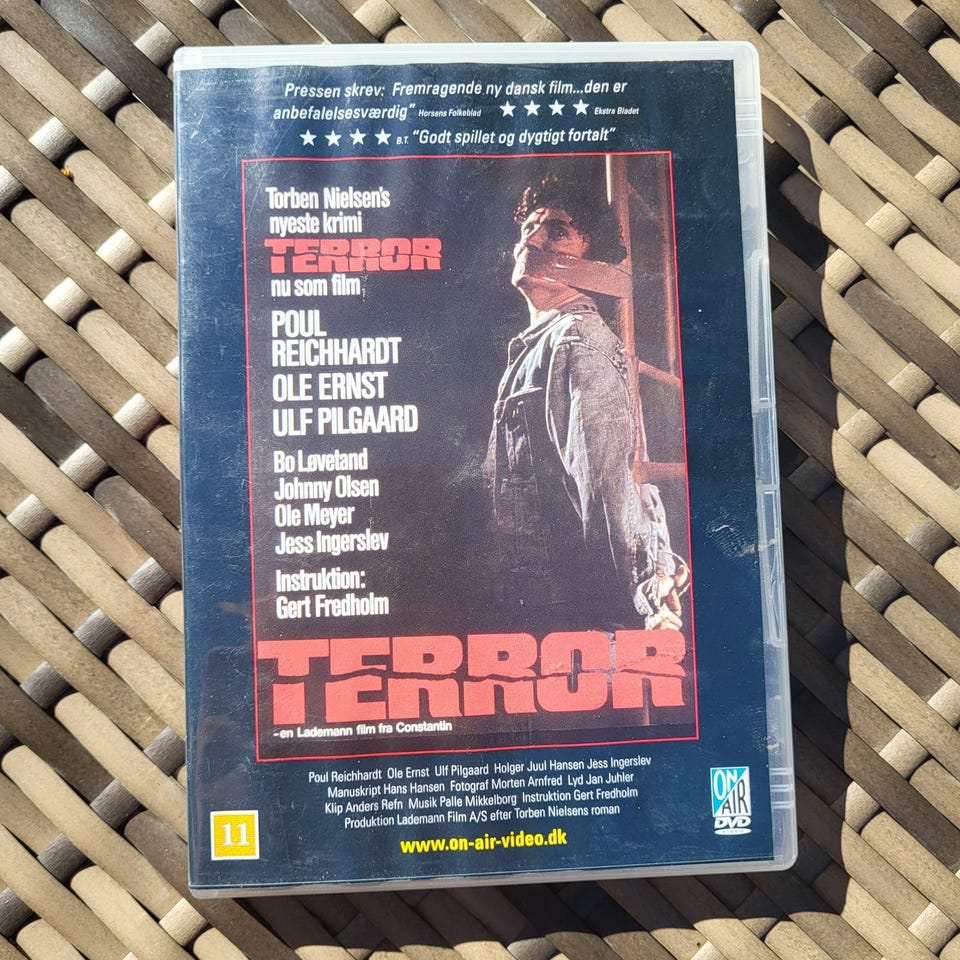 Pressen skrev: Fremragende ny dansk film...den er
anbefalelsesværdig" Horsens Folkeblad ★★★★ Ekstra Bladet
★★★★ B.T. "Godt spillet og dygtigt fortalt"
Torben Nielsen's
nyeste krimi
TERROR
nu som film
POUL
REICHHARDT
OLE ERNST
ULF PILGAARD
Bo Løvetand
Johnny Olsen
Ole Meyer
Jess Ingerslev
Instruktion:
Gert Fredholm
TERROR
-en Lademann film fra Constantin
Poul Reichhardt Ole Ernst Ulf Pilgaard Holger Juul Hansen Jess Ingerslev
Manuskript Hans Hansen Fotograf Morten Arnfred Lyd Jan Juhler
Klip Anders Refn Musik Palle Mikkelborg Instruktion Gert Fredholm
Produktion Lademann Film A/S efter Torben Nielsens roman
www.on-air-video.dk
11
ON
AIR
DVD
VIDEO